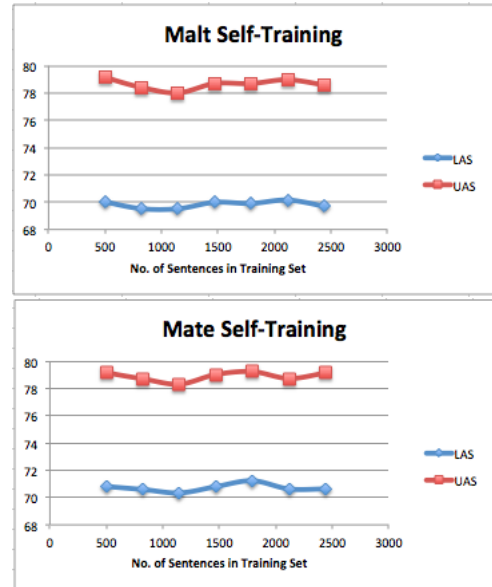 Malt Self-Training
80
78
76
74
72
70
68
0 500 1000 1500 2000 2500 3000
No. of Sentences in Training Set
LAS
UAS
Mate Self-Training
80
78
76
74
72
70
68
0 500 1000 1500 2000 2500 3000
No. of Sentences in Training Set
LAS
UAS